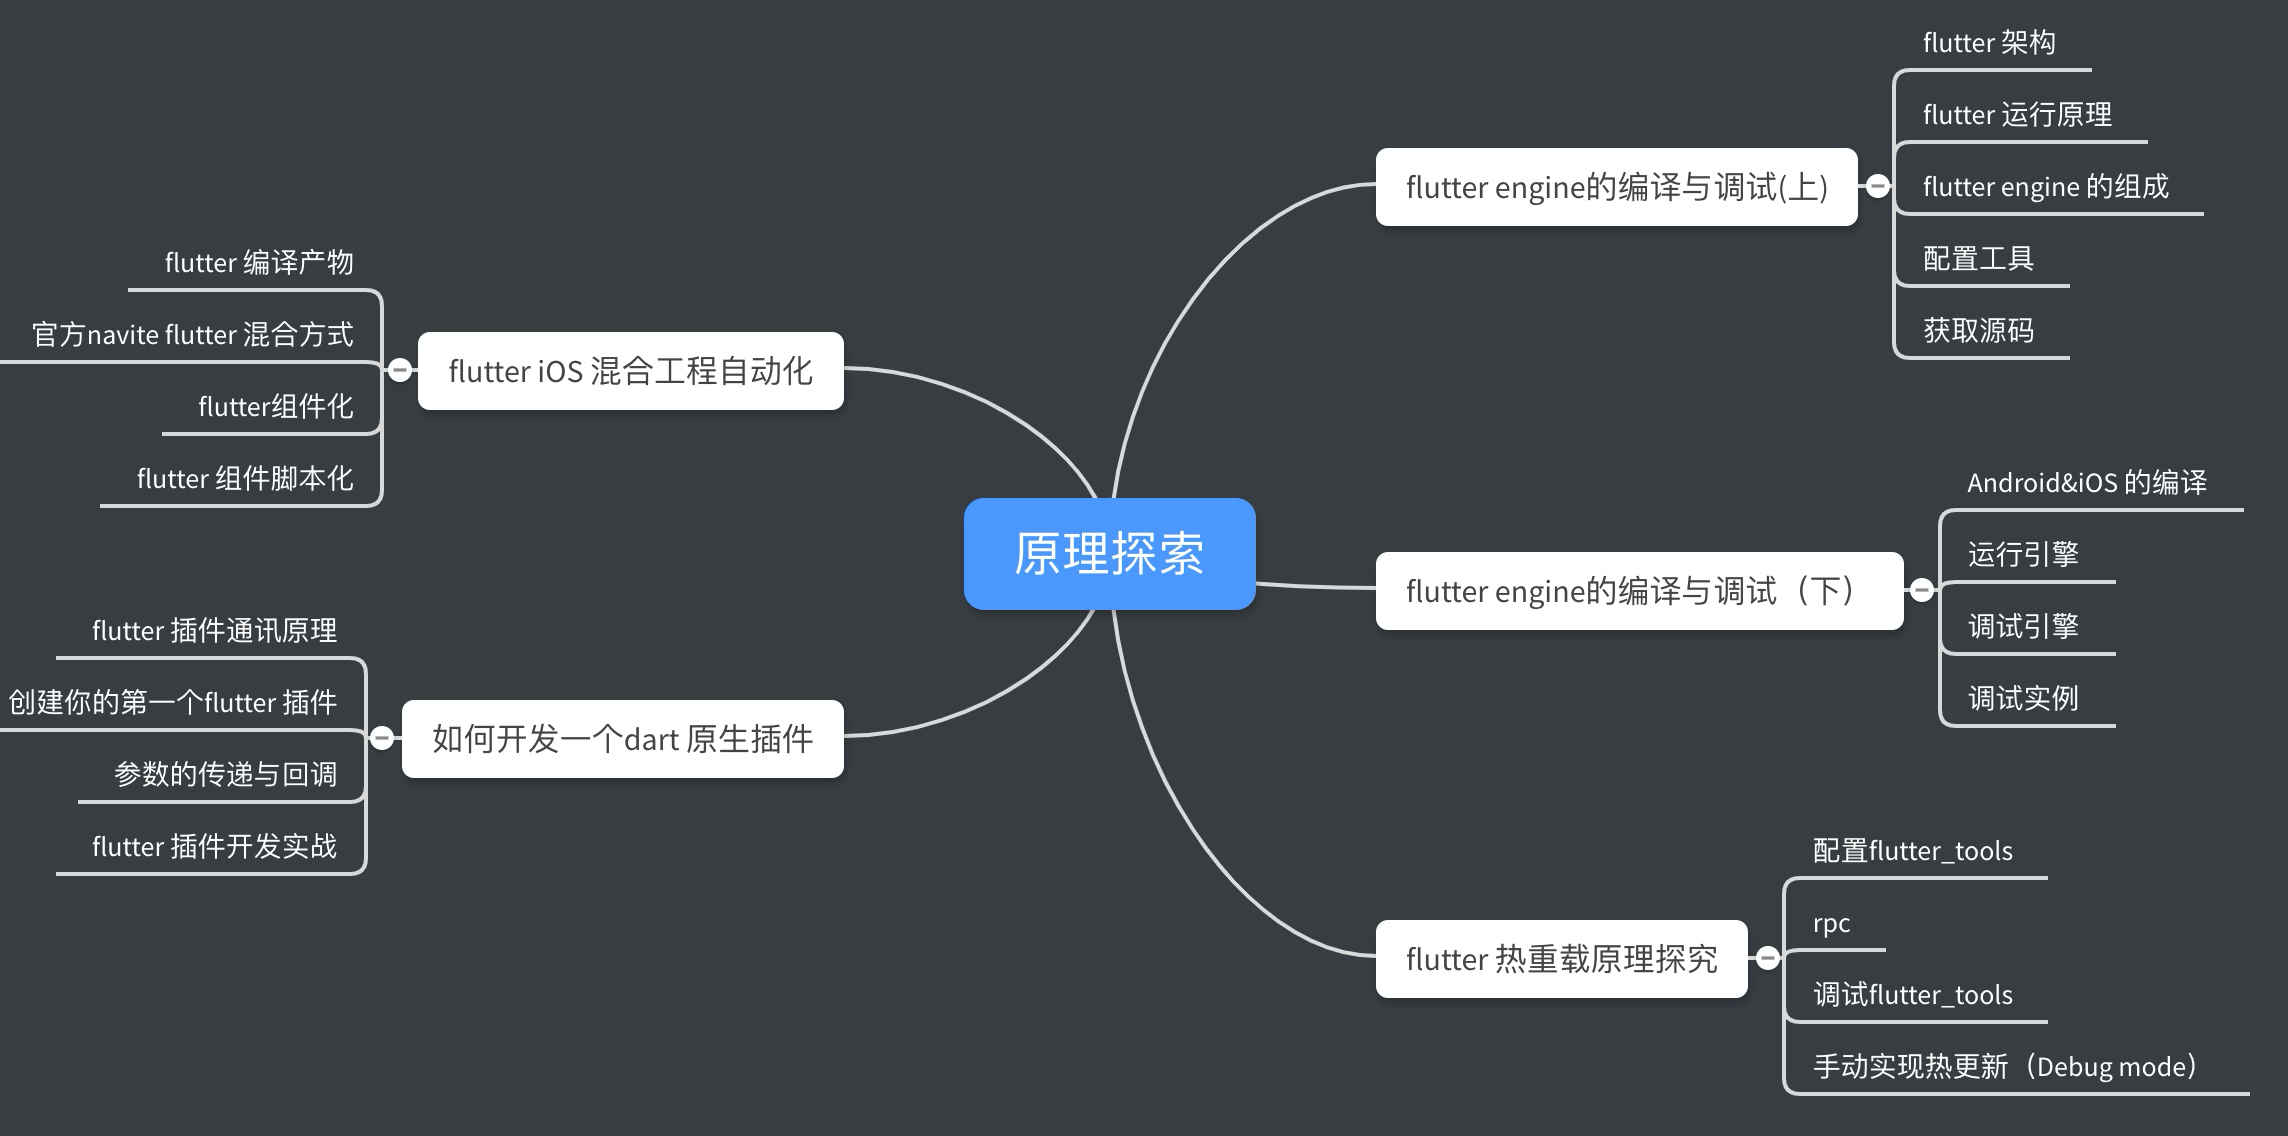 原理探索
flutter engine的编译与调试(上)
flutter 架构
flutter 运行原理
flutter engine 的组成
配置工具
获取源码
flutter engine的编译与调试（下）
Android&iOS 的编译
运行引擎
调试引擎
调试实例
flutter 热重载原理探究
配置flutter_tools
rpc
调试flutter_tools
手动实现热更新（Debug mode）
flutter iOS 混合工程自动化
flutter 编译产物
官方navite flutter 混合方式
flutter组件化
flutter 组件脚本化
如何开发一个dart 原生插件
flutter 插件通讯原理
创建你的第一个flutter 插件
参数的传递与回调
flutter 插件开发实战